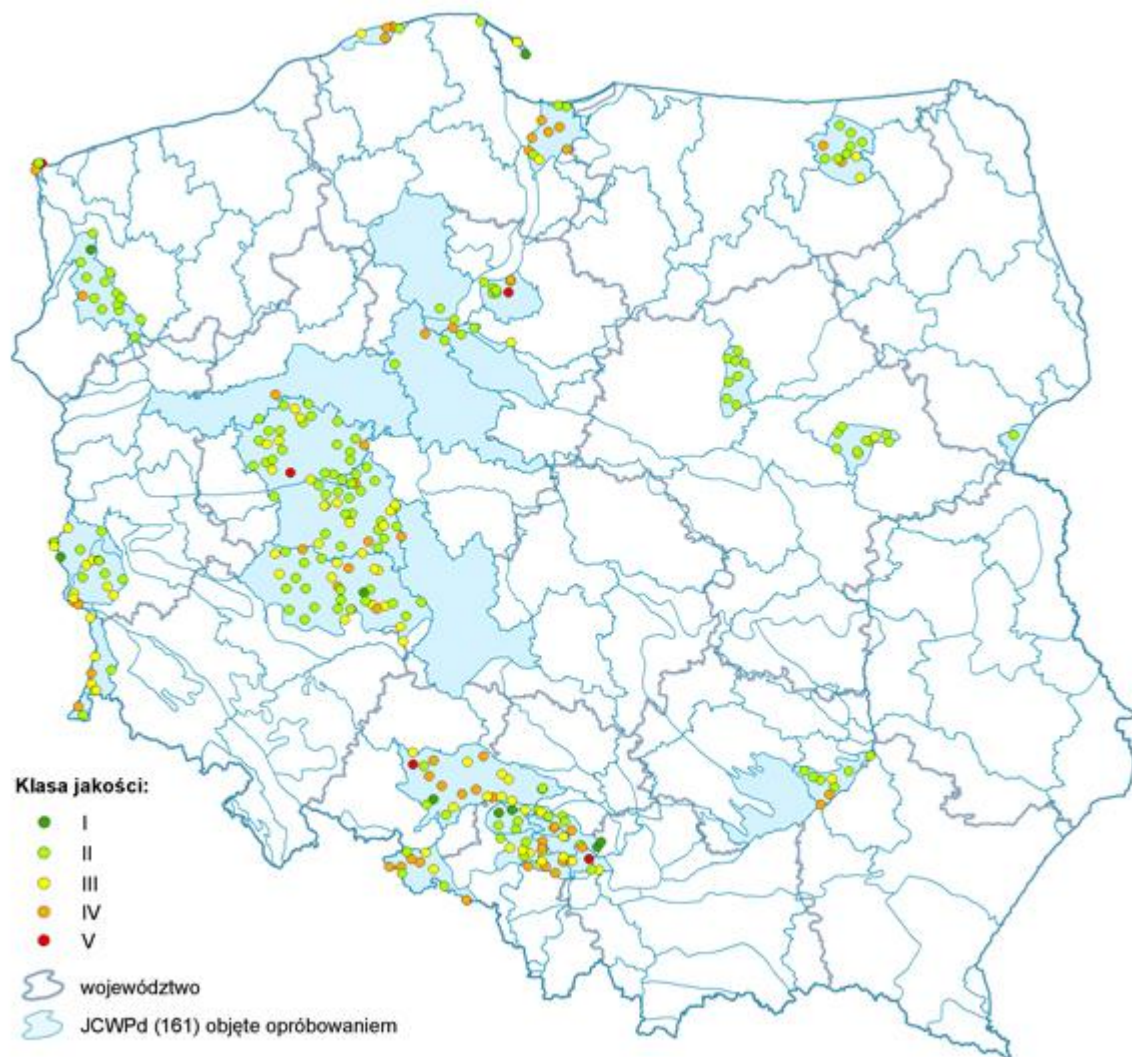 Klasa jakości:
I
II
III
IV
V
województwo
JCWPd (161) objęte opróbowaniem